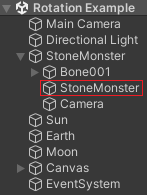 Rotation Example
Main Camera
Directional Light
StoneMonster
Bone001
StoneMonster
Camera
Sun
Earth
Moon
Canvas
EventSystem